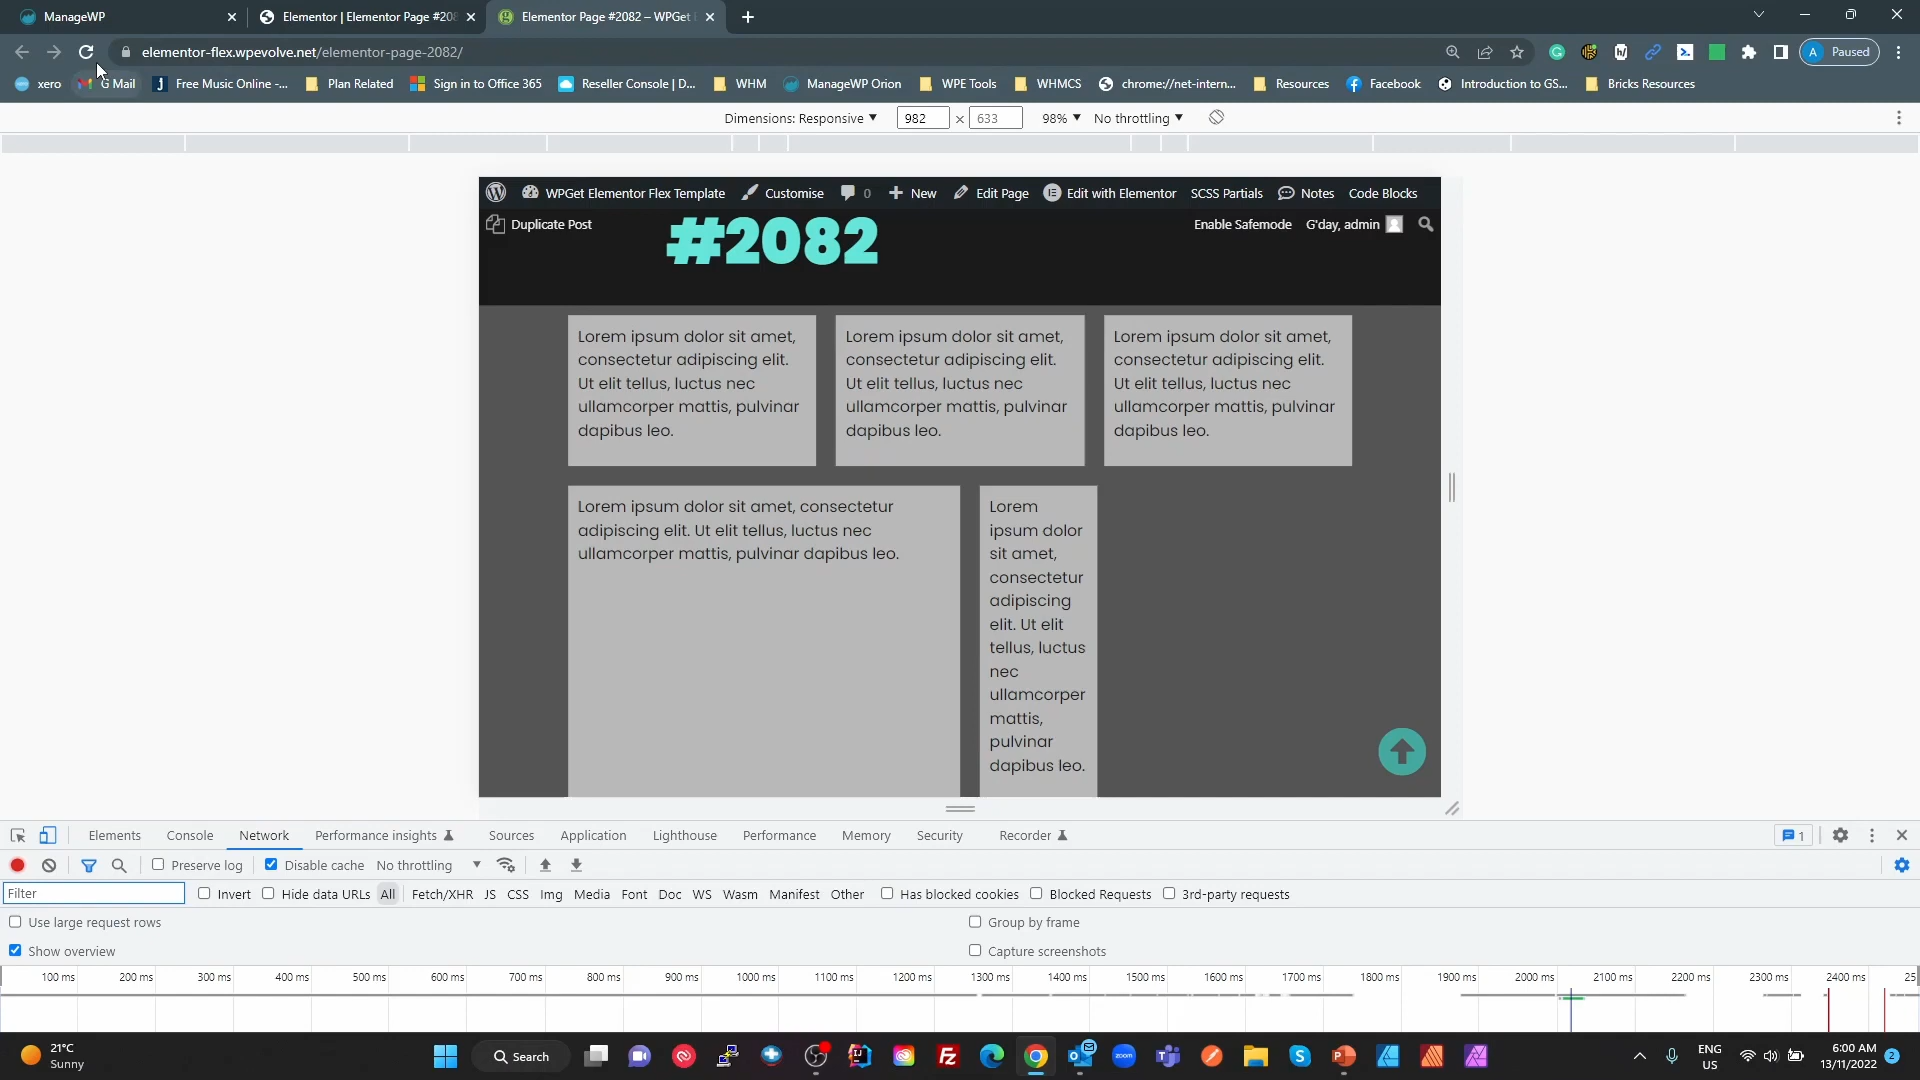 ManageWP
Elementor | Elementor Page #208
Elementor Page #2082 – WPGet E
elementor-flex.wpevolve.net/elementor-page-2082/
Paused
A
xero
G Mail
Free Music Online -...
Plan Related
Sign in to Office 365
Reseller Console | D...
WHM
ManageWP Orion
WPE Tools
WHMCS
chrome://net-intern...
Resources
Facebook
Introduction to GS...
Bricks Resources
Dimensions: Responsive
982
×
633
98%
No throttling
WPGet Elementor Flex Template
Customise
0
New
Edit Page
Edit with Elementor
SCSS Partials
Notes
Code Blocks
Duplicate Post
#2082
Enable Safemode
G'day, admin
Lorem ipsum dolor sit amet,
consectetur adipiscing elit.
Ut elit tellus, luctus nec
ullamcorper mattis, pulvinar
dapibus leo.
Lorem ipsum dolor sit amet,
consectetur adipiscing elit.
Ut elit tellus, luctus nec
ullamcorper mattis, pulvinar
dapibus leo.
Lorem ipsum dolor sit amet,
consectetur adipiscing elit.
Ut elit tellus, luctus nec
ullamcorper mattis, pulvinar
dapibus leo.
Lorem ipsum dolor sit amet, consectetur
adipiscing elit. Ut elit tellus, luctus nec
ullamcorper mattis, pulvinar dapibus leo.
Lorem
ipsum dolor
sit amet,
consectetur
adipiscing
elit. Ut elit
tellus, luctus
nec
ullamcorper
mattis,
pulvinar
dapibus leo.
Elements
Console
Network
Performance insights
Sources
Application
Lighthouse
Performance
Memory
Security
Recorder
1
Preserve log
Disable cache
No throttling
Filter
Invert
Hide data URLs
All
Fetch/XHR
JS
CSS
Img
Media
Font
Doc
WS
Wasm
Manifest
Other
Has blocked cookies
Blocked Requests
3rd-party requests
Use large request rows
Group by frame
Show overview
Capture screenshots
100 ms
200 ms
300 ms
400 ms
500 ms
600 ms
700 ms
800 ms
900 ms
1000 ms
1100 ms
1200 ms
1300 ms
1400 ms
1500 ms
1600 ms
1700 ms
1800 ms
1900 ms
2000 ms
2100 ms
2200 ms
2300 ms
2400 ms
25
21°C
Sunny
Search
zoom
ENG
US
6:00 AM
13/11/2022
2